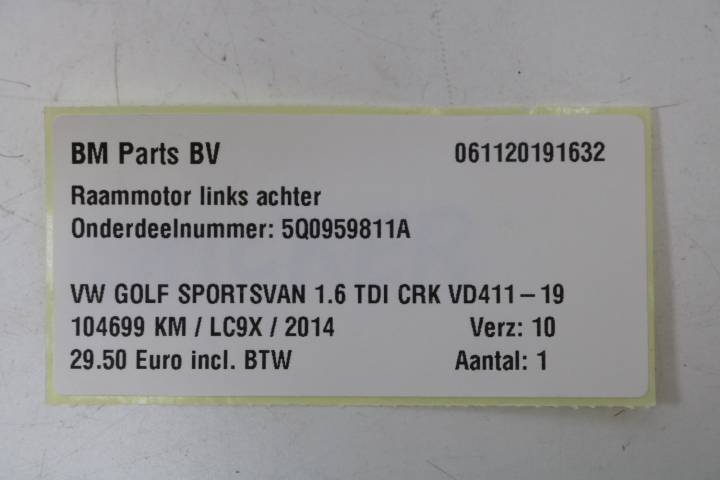 BM Parts BV 061120191632
Raammotor links achter
Onderdeelnummer: 5Q0959811A
VW GOLF SPORTSVAN 1.6 TDI CRK VD411-19
104699 KM / LC9X / 2014 Verz: 10
29.50 Euro incl. BTW Aantal: 1